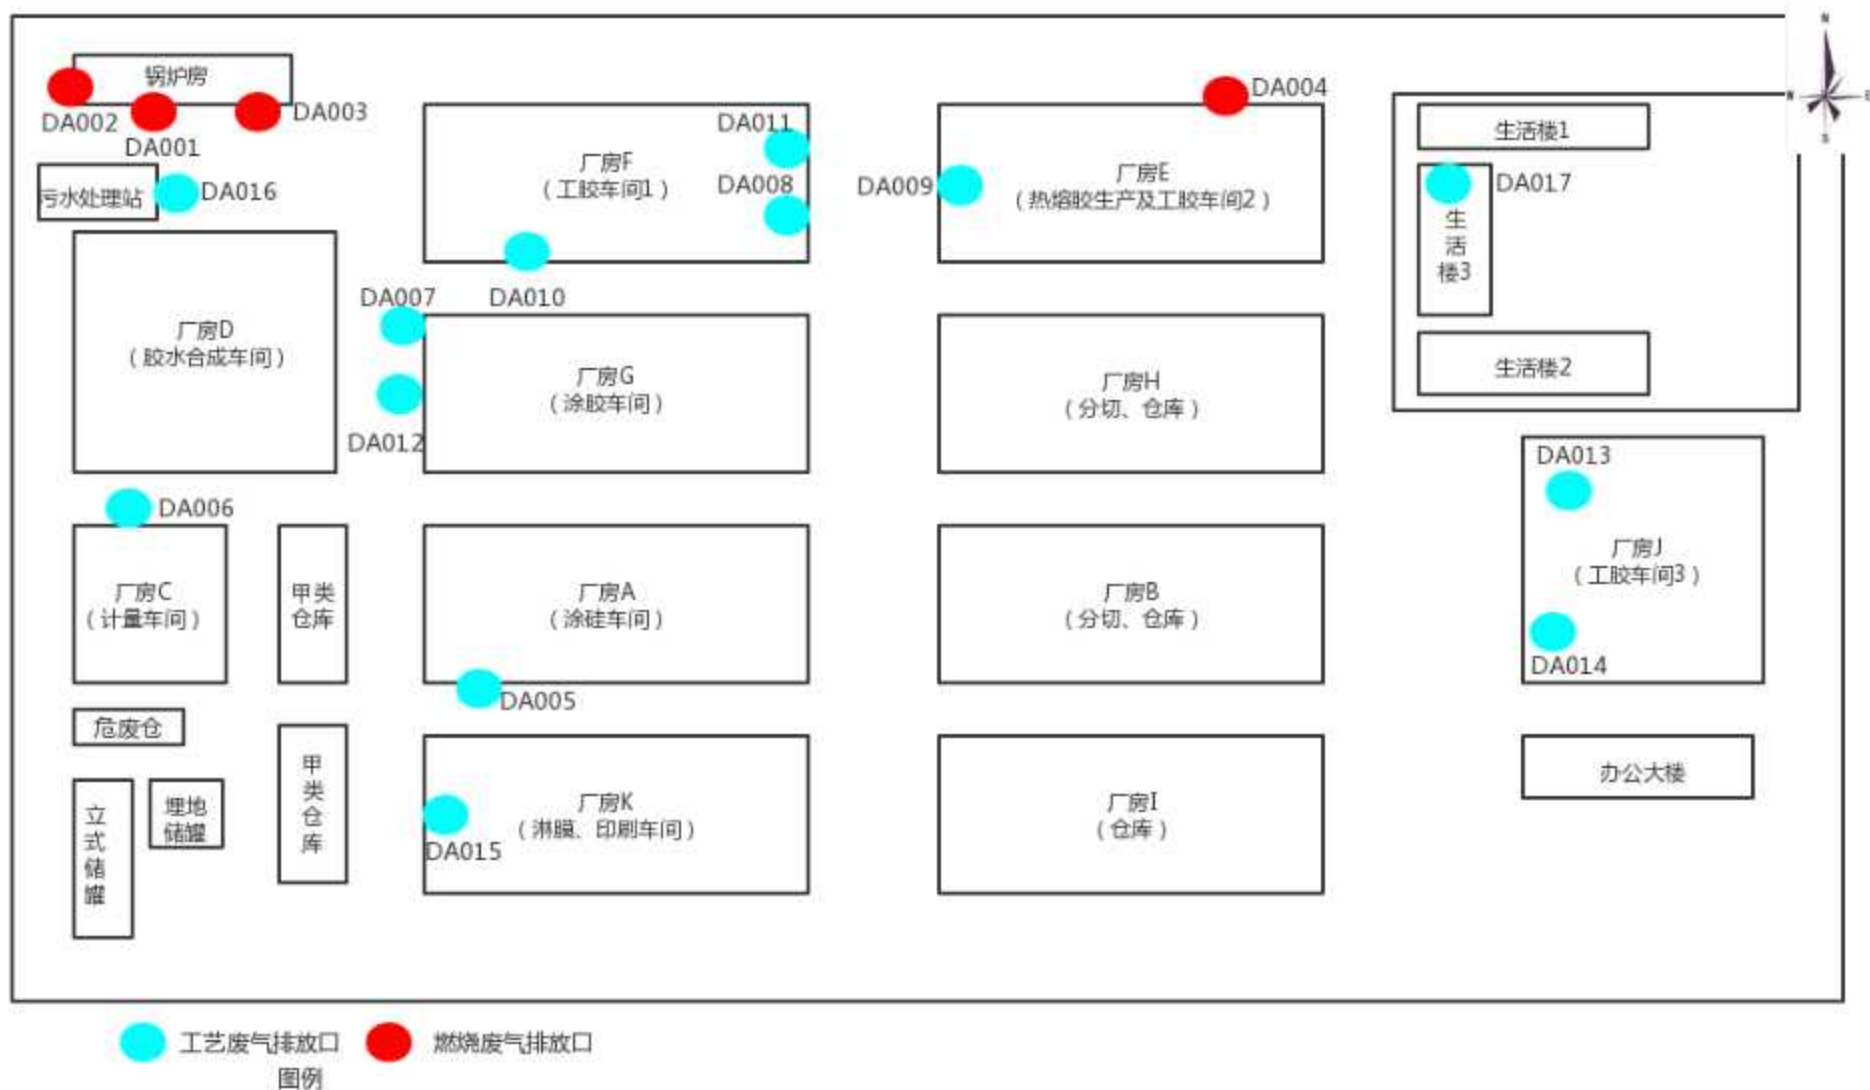 N
W
E
S
锅炉房
DA002
DA001
DA003
污水处理站
DA016
厂房F
（工胶车间1）
DA011
DA008
DA010
DA004
DA009
厂房E
（热熔胶生产及工胶车间2）
生活楼1
DA017
生
活
楼3
生活楼2
厂房D
（胶水合成车间）
DA007
DA012
厂房G
（涂胶车间）
厂房H
（分切、仓库）
DA013
厂房J
（工胶车间3）
DA014
DA006
厂房C
（计量车间）
甲类
仓库
厂房A
（涂硅车间）
DA005
厂房B
（分切、仓库）
危废仓
立
式
储
罐
埋地
储罐
甲
类
仓
库
厂房K
（淋膜、印刷车间）
DA015
厂房I
（仓库）
办公大楼
工艺废气排放口
燃烧废气排放口
图例